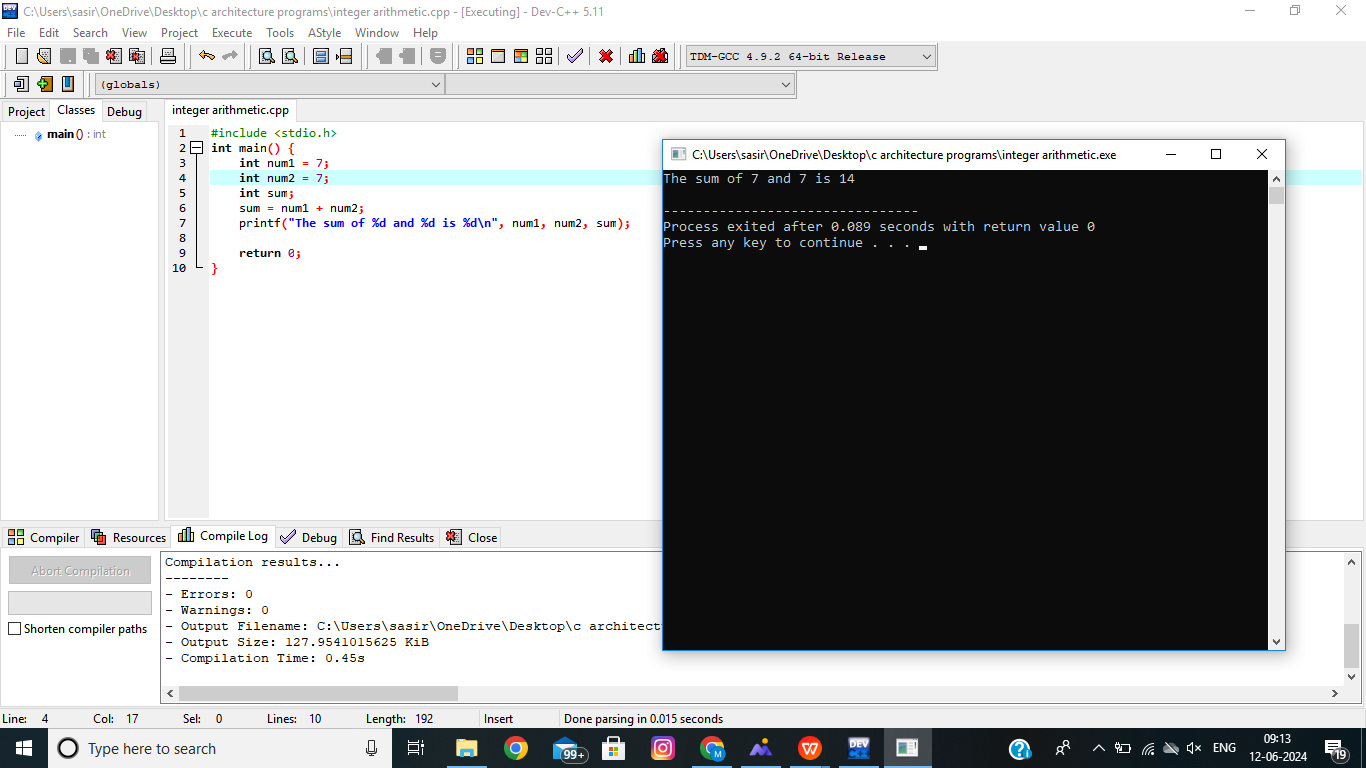 C:\Users\sasir\OneDrive\Desktop\c architecture programs\integer arithmetic.cpp - [Executing] - Dev-C++ 5.11
File Edit Search View Project Execute Tools AStyle Window Help
TDM-GCC 4.9.2 64-bit Release
(globals)
Project Classes Debug
integer arithmetic.cpp
main () : int
1 #include <stdio.h>
2 int main() {
3 int num1 = 7;
4 int num2 = 7;
5 int sum;
6 sum = num1 + num2;
7 printf("The sum of %d and %d is %d\n", num1, num2, sum);
8
9 return 0;
10 }
C:\Users\sasir\OneDrive\Desktop\c architecture programs\integer arithmetic.exe
The sum of 7 and 7 is 14
--------------------------------
Process exited after 0.089 seconds with return value 0
Press any key to continue . . .
Compiler Resources Compile Log Debug Find Results Close
Abort Compilation
Shorten compiler paths
Compilation results...
--------
- Errors: 0
- Warnings: 0
- Output Filename: C:\Users\sasir\OneDrive\Desktop\c architect
- Output Size: 127.9541015625 KiB
- Compilation Time: 0.45s
Line: 4 Col: 17 Sel: 0 Lines: 10 Length: 192 Insert Done parsing in 0.015 seconds
Type here to search
99+
M
W
DEV
ENG
09:13
12-06-2024
19